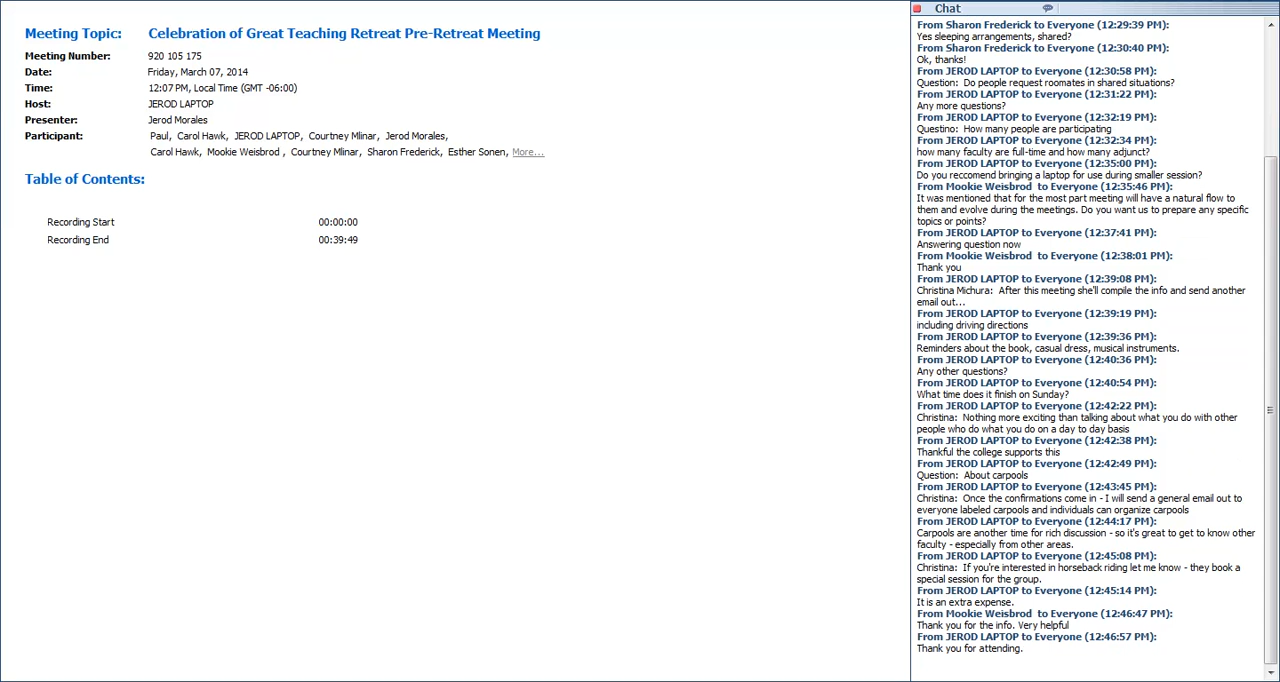 Meeting Topic: Celebration of Great Teaching Retreat Pre-Retreat Meeting
Meeting Number: 920 105 175
Date: Friday, March 07, 2014
Time: 12:07 PM, Local Time (GMT -06:00)
Host: JEROD LAPTOP
Presenter: Jerod Morales
Participant: Paul, Carol Hawk, JEROD LAPTOP, Courtney Mlinar, Jerod Morales,
Carol Hawk, Mookie Weisbrod , Courtney Mlinar, Sharon Frederick, Esther Sonen, More...
Table of Contents:
Recording Start 00:00:00
Recording End 00:39:49
Chat
From Sharon Frederick to Everyone (12:29:39 PM):
Yes sleeping arrangements, shared?
From Sharon Frederick to Everyone (12:30:40 PM):
Ok, thanks!
From JEROD LAPTOP to Everyone (12:30:58 PM):
Question: Do people request roomates in shared situations?
From JEROD LAPTOP to Everyone (12:31:22 PM):
Any more questions?
From JEROD LAPTOP to Everyone (12:32:19 PM):
Questino: How many people are participating
From JEROD LAPTOP to Everyone (12:32:34 PM):
how many faculty are full-time and how many adjunct?
From JEROD LAPTOP to Everyone (12:35:00 PM):
Do you reccomend bringing a laptop for use during smaller session?
From Mookie Weisbrod to Everyone (12:35:46 PM):
It was mentioned that for the most part meeting will have a natural flow to
them and evolve during the meetings. Do you want us to prepare any specific
topics or points?
From JEROD LAPTOP to Everyone (12:37:41 PM):
Answering question now
From Mookie Weisbrod to Everyone (12:38:01 PM):
Thank you
From JEROD LAPTOP to Everyone (12:39:08 PM):
Christina Michura: After this meeting she'll compile the info and send another
email out...
From JEROD LAPTOP to Everyone (12:39:19 PM):
including driving directions
From JEROD LAPTOP to Everyone (12:39:36 PM):
Reminders about the book, casual dress, musical instruments.
From JEROD LAPTOP to Everyone (12:40:36 PM):
Any other questions?
From JEROD LAPTOP to Everyone (12:40:54 PM):
What time does it finish on Sunday?
From JEROD LAPTOP to Everyone (12:42:22 PM):
Christina: Nothing more exciting than talking about what you do with other
people who do what you do on a day to day basis
From JEROD LAPTOP to Everyone (12:42:38 PM):
Thankful the college supports this
From JEROD LAPTOP to Everyone (12:42:49 PM):
Question: About carpools
From JEROD LAPTOP to Everyone (12:43:45 PM):
Christina: Once the confirmations come in - I will send a general email out to
everyone labeled carpools and individuals can organize carpools
From JEROD LAPTOP to Everyone (12:44:17 PM):
Carpools are another time for rich discussion - so it's great to get to know other
faculty - especially from other areas.
From JEROD LAPTOP to Everyone (12:45:08 PM):
Christina: If you're interested in horseback riding let me know - they book a
special session for the group.
From JEROD LAPTOP to Everyone (12:45:14 PM):
It is an extra expense.
From Mookie Weisbrod to Everyone (12:46:47 PM):
Thank you for the info. Very helpful
From JEROD LAPTOP to Everyone (12:46:57 PM):
Thank you for attending.